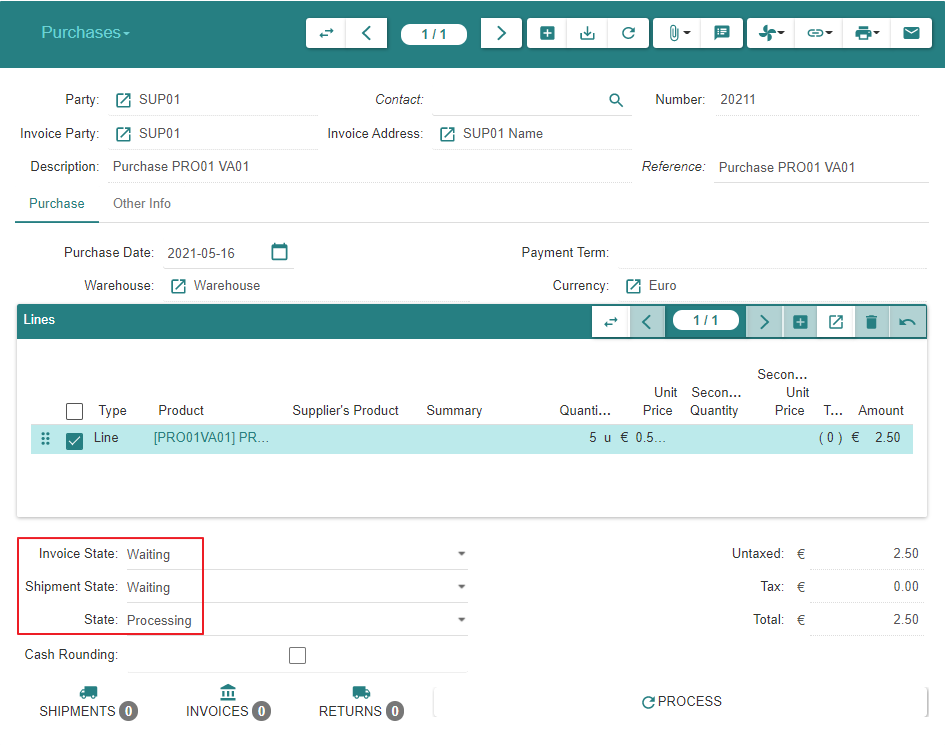 Purchases
1 / 1
Party: SUP01 Contact: Number: 20211
Invoice Party: SUP01 Invoice Address: SUP01 Name
Description: Purchase PRO01 VA01 Reference: Purchase PRO01 VA01
Purchase Other Info
Purchase Date: 2021-05-16 Payment Term:
Warehouse: Warehouse Currency: Euro
Lines 1 / 1
Type Product Supplier's Product Summary Quanti... Unit Price Secon... Quantity Secon... Unit Price T... Amount
Line [PRO01VA01] PR... 5 u € 0.5... ( 0 ) € 2.50
Invoice State: Waiting Untaxed: € 2.50
Shipment State: Waiting Tax: € 0.00
State: Processing Total: € 2.50
Cash Rounding:
SHIPMENTS 0 INVOICES 0 RETURNS 0 PROCESS